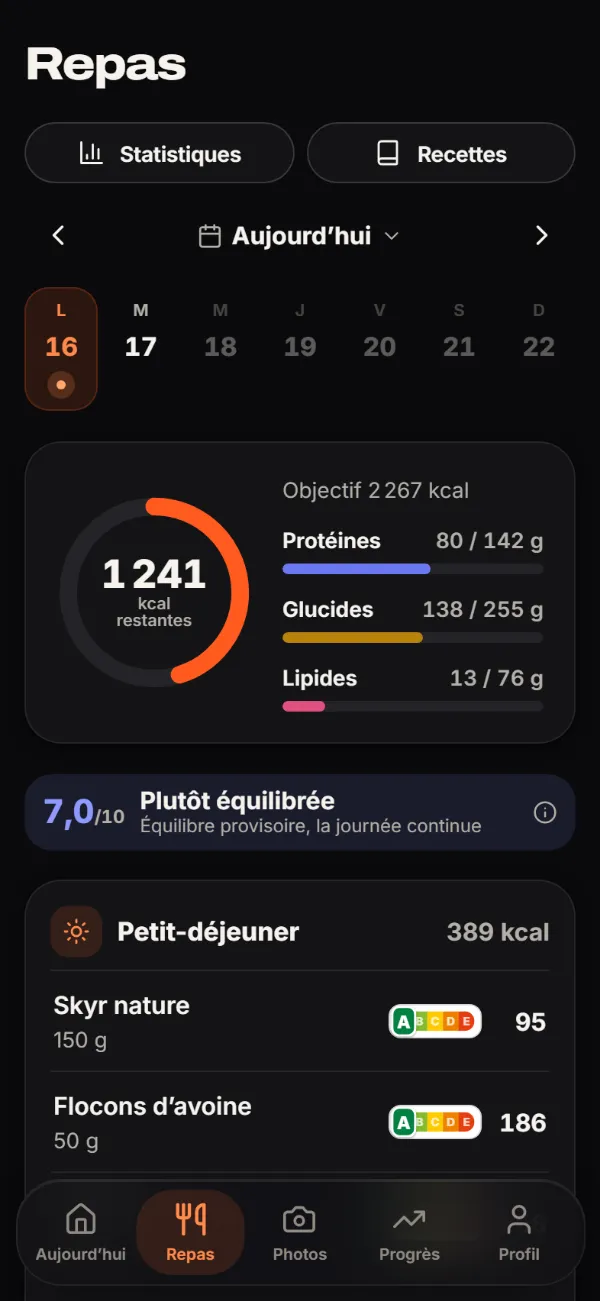 Repas
Statistiques
Recettes
Aujourd’hui
L M M J V S D
16 17 18 19 20 21 22
1 241
kcal
restantes
Objectif 2 267 kcal
Protéines 80 / 142 g
Glucides 138 / 255 g
Lipides 13 / 76 g
7,0/10
Plutôt équilibrée
Équilibre provisoire, la journée continue
Petit-déjeuner 389 kcal
Skyr nature
150 g
A B C D E 95
Flocons d’avoine
50 g
A B C D E 186
Aujourd’hui Repas Photos Progrès Profil